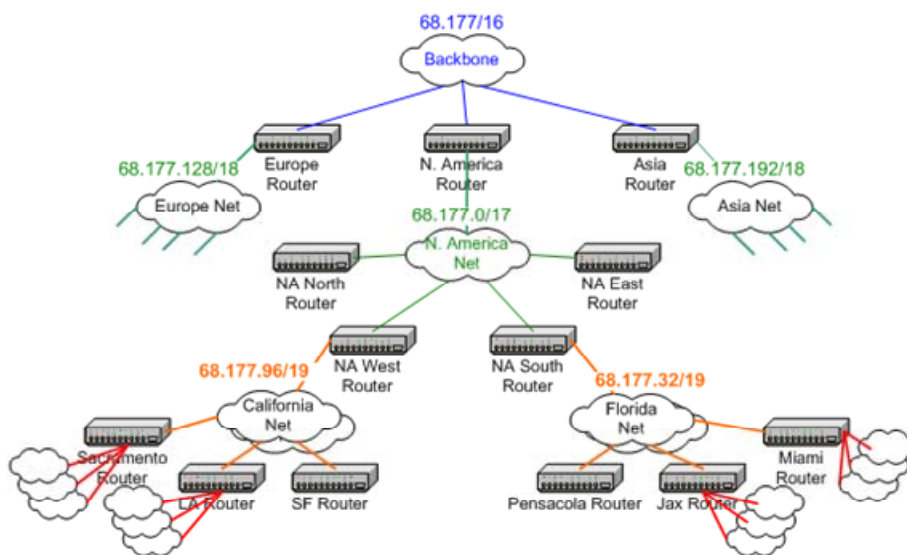 68.177/16
Backbone
Europe
Router
N. America
Router
Asia
Router
68.177.128/18
Europe Net
68.177.192/18
Asia Net
68.177.0/17
N. America
Net
NA North
Router
NA East
Router
NA West
Router
NA South
Router
68.177.96/19
California
Net
68.177.32/19
Florida
Net
Sacramento
Router
LA Router
SF Router
Pensacola Router
Jax Router
Miami
Router